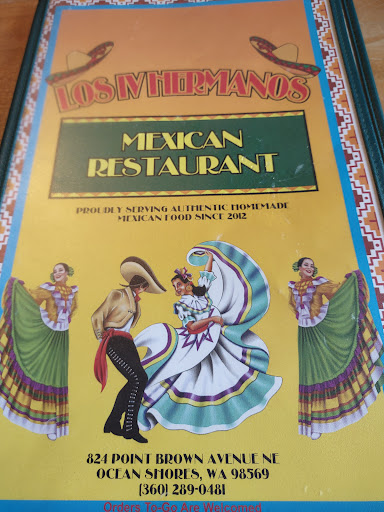 LOS IV HERMANOS
MEXICAN
RESTAURANT
PROUDLY SERVING AUTHENTIC HOMEMADE
MEXICAN FOOD SINCE 2012
824 POINT BROWN AVENUE NE
OCEAN SHORES, WA 98569
(360) 289-0481
Orders To-Go Are Welcomed